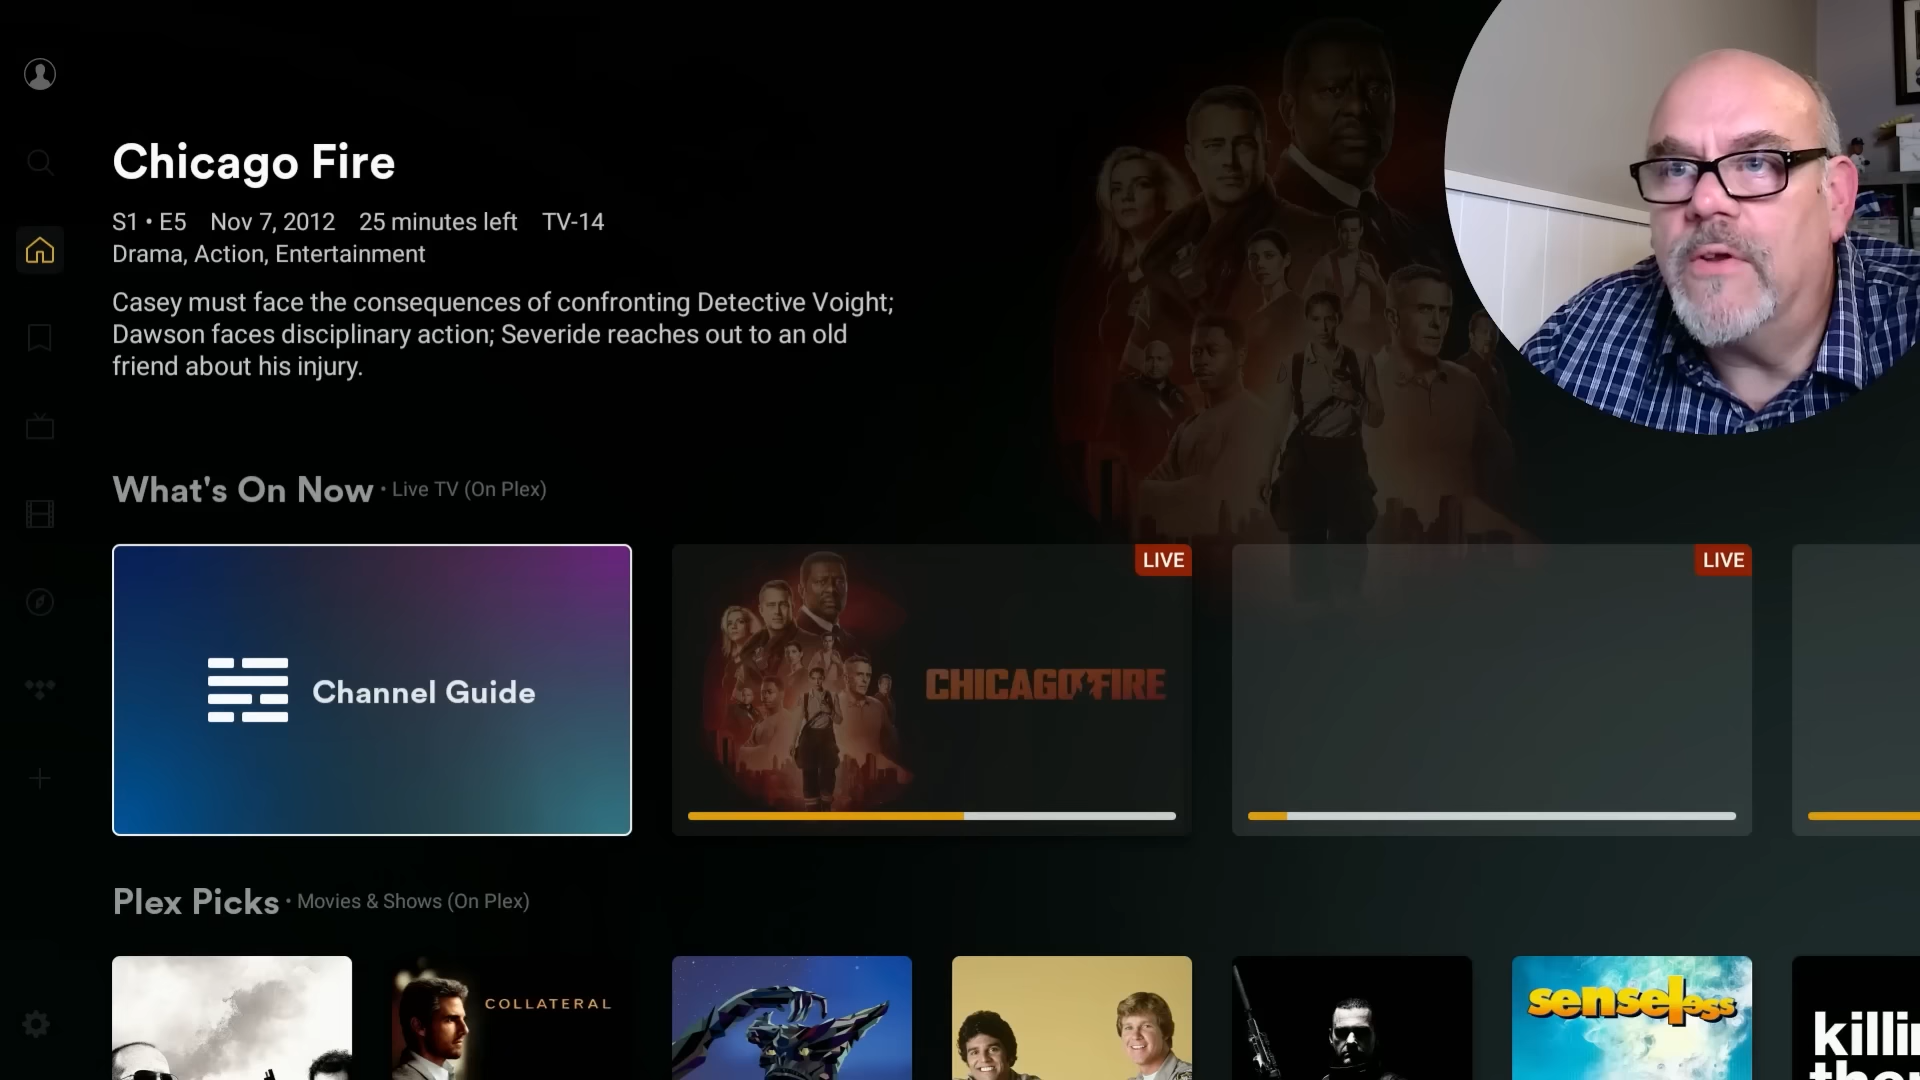 Chicago Fire
S1 • E5 Nov 7, 2012 25 minutes left TV-14
Drama, Action, Entertainment
Casey must face the consequences of confronting Detective Voight;
Dawson faces disciplinary action; Severide reaches out to an old
friend about his injury.
What's On Now · Live TV (On Plex)
Channel Guide
LIVE
CHICAGO FIRE
LIVE
Plex Picks · Movies & Shows (On Plex)
COLLATERAL
senseless